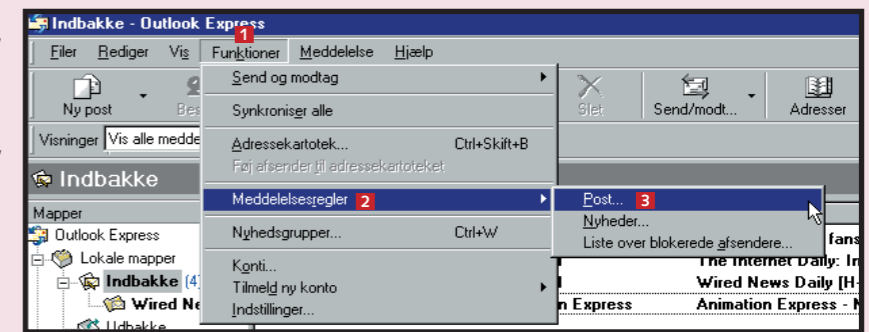 Indbakke - Outlook Express
1
Filer Rediger Vis Funktioner Meddelelse Hjælp
Ny post Slet Send/modt... Adresser
Visninger Vis alle medde
Indbakke
Mapper
Outlook Express
Lokale mapper
Indbakke (4)
Wired Ne
Udbakke
Send og modtag
Synkroniser alle
Adressekartotek... Ctrl+Skift+B
Føj afsender til adressekartoteket
Meddelelsesregler 2
Nyhedsgrupper... Ctrl+W
Konti...
Tilmeld ny konto
Indstillinger...
Post... 3
Nyheder...
Liste over blokerede afsendere...
fans
The Internet Daily: In
Wired News Daily [H-
n Express Animation Express - N